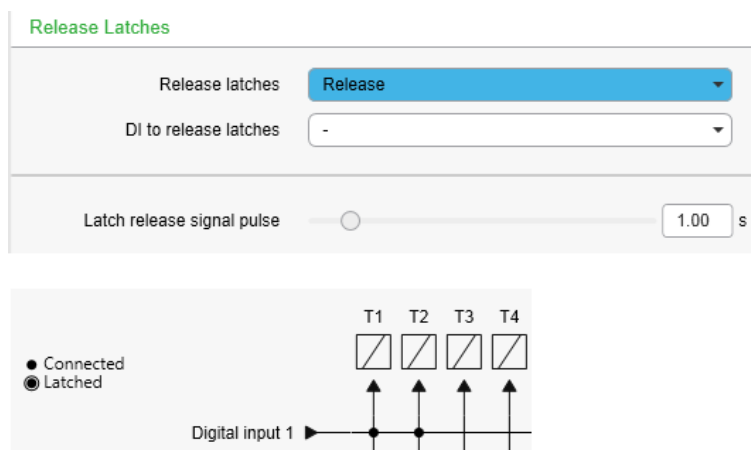 Release Latches
Release latches Release
DI to release latches -
Latch release signal pulse 1.00 s
T1 T2 T3 T4
Connected
Latched
Digital input 1